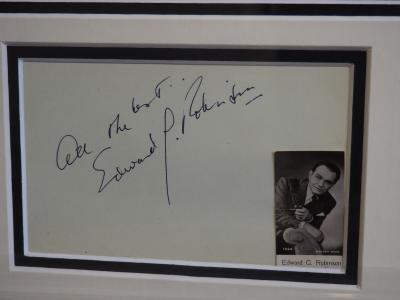 All the best...
Edward G. Robinson
Edward G. Robinson